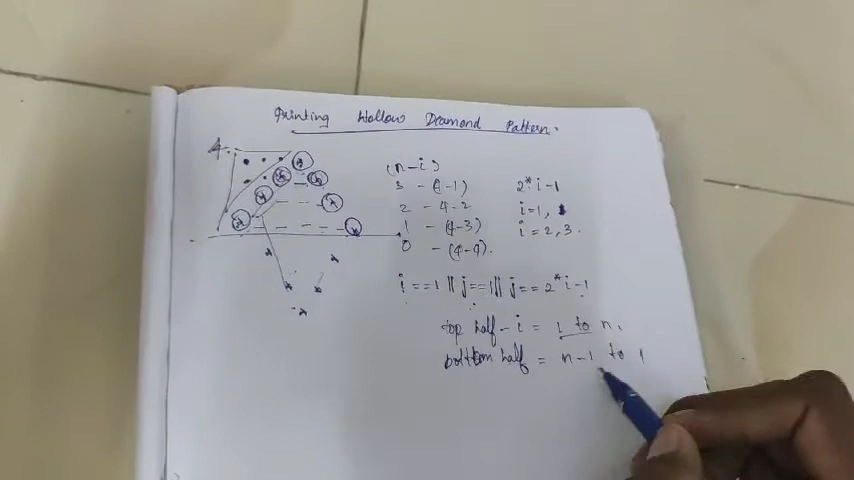 Printing Hollow Diamond Pattern.
4
(n-i)
3 - (4-1)
2 - 4-2
1 - (4-3)
0 - (4-4).
2*i-1
i=1,
i=2,3.
i==1 || j==1 || j==2*i-1
top half - i = 1 to n,
bottom half = n-1 to 1